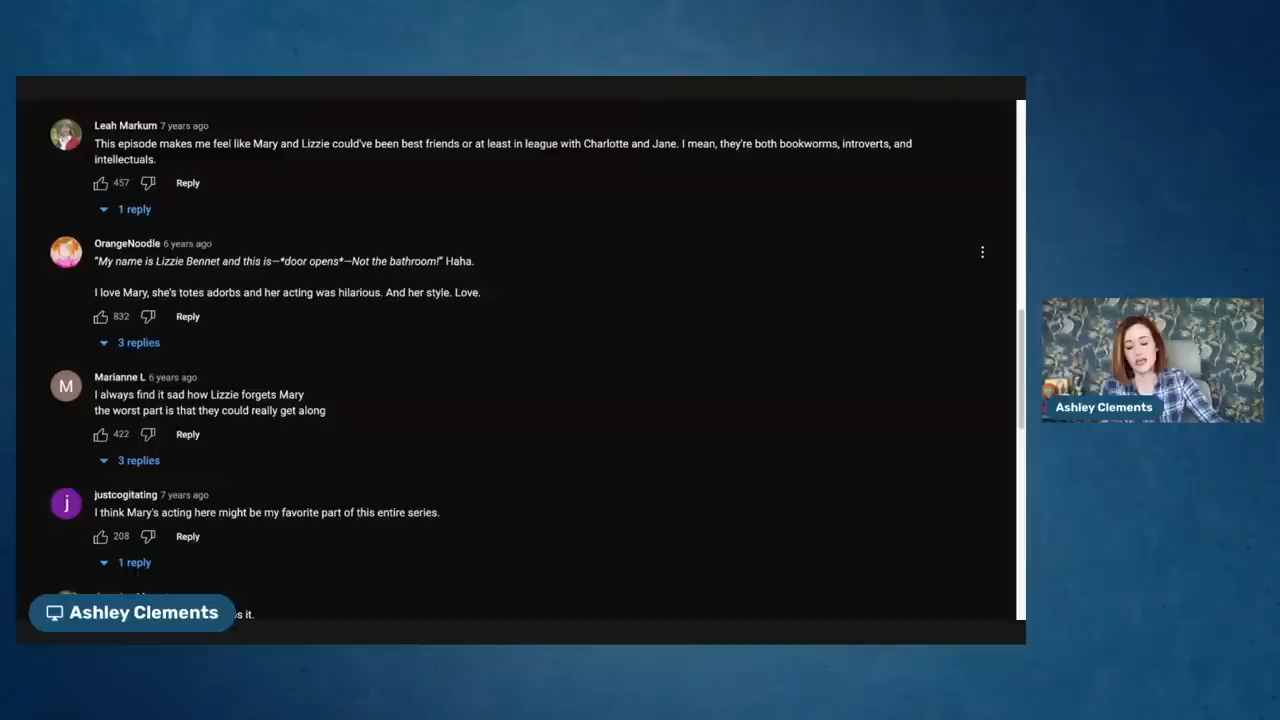 Leah Markum 7 years ago
This episode makes me feel like Mary and Lizzie could've been best friends or at least in league with Charlotte and Jane. I mean, they're both bookworms, introverts, and
intellectuals.
457 Reply
1 reply
OrangeNoodle 6 years ago
"My name is Lizzie Bennet and this is—*door opens*—Not the bathroom!" Haha.
I love Mary, she's totes adorbs and her acting was hilarious. And her style. Love.
832 Reply
3 replies
M
Marianne L 6 years ago
I always find it sad how Lizzie forgets Mary
the worst part is that they could really get along
422 Reply
3 replies
j
justcogitating 7 years ago
I think Mary's acting here might be my favorite part of this entire series.
208 Reply
1 reply
Ashley Clements
it.
Ashley Clements